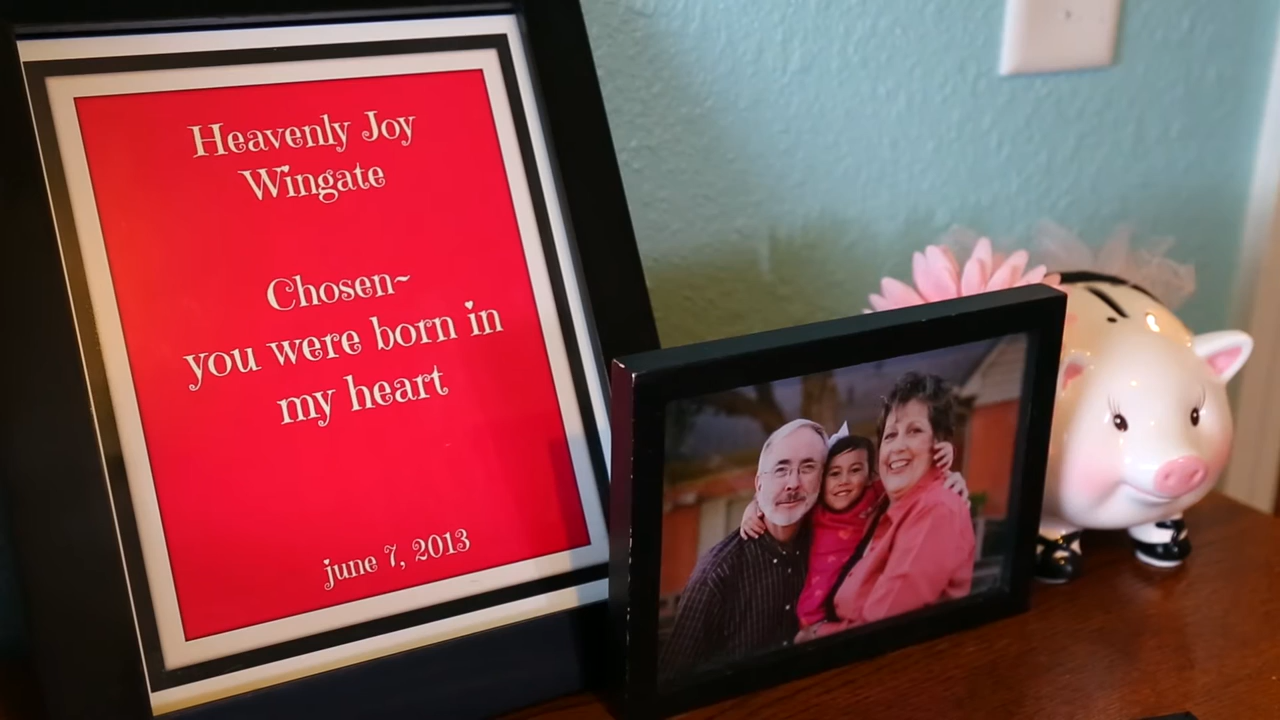 Heavenly Joy
Wingate
Chosen~
you were born in
my heart
june 7, 2013